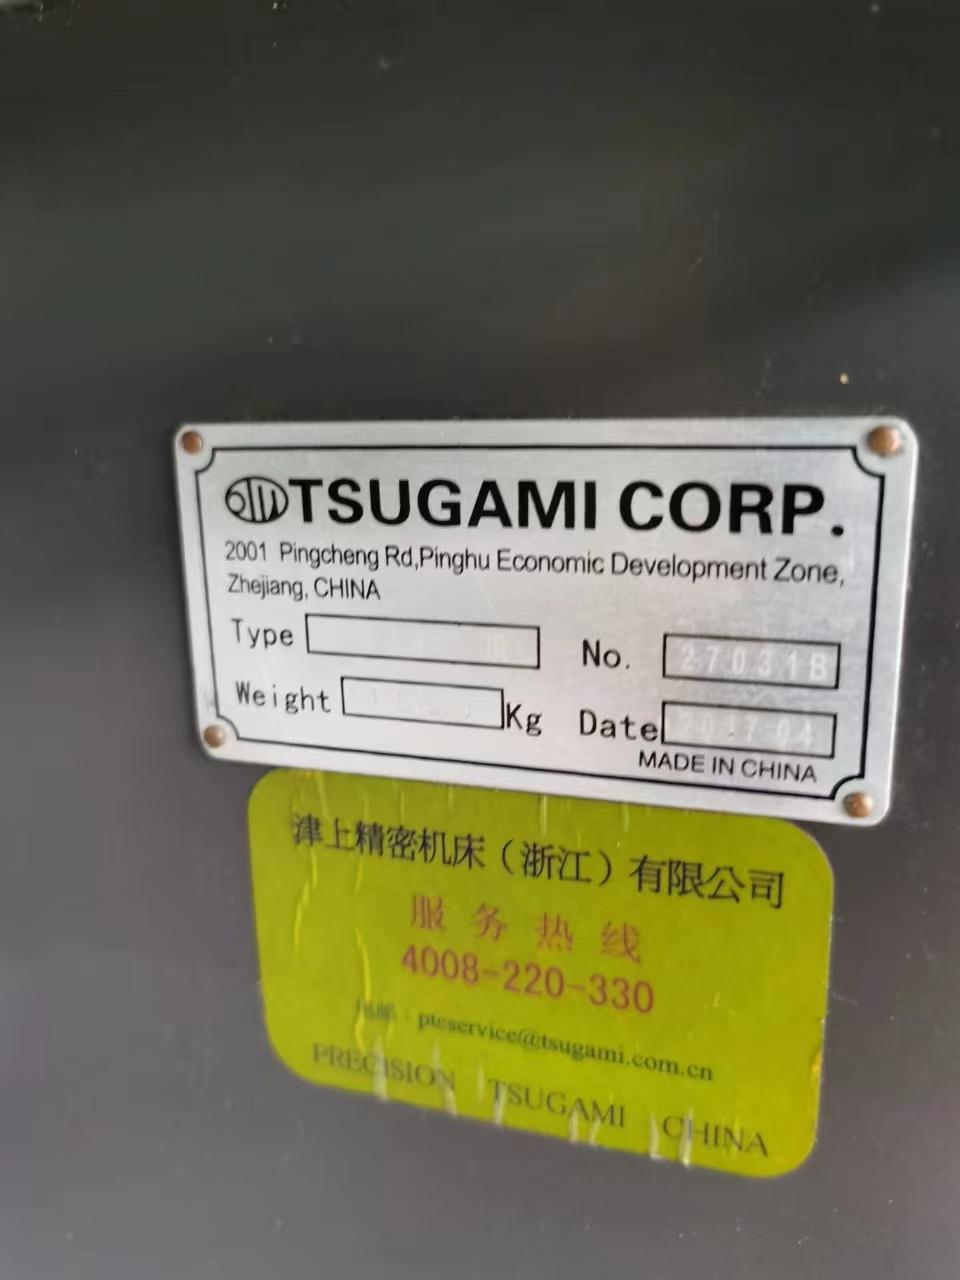 TSUGAMI CORP.
2001 Pingcheng Rd,Pinghu Economic Development Zone,
Zhejiang, CHINA
Type
No. 270318
Weight Kg
Date 2017.04
MADE IN CHINA
津上精密机床（浙江）有限公司
服务热线
4008-220-330
ptcservice@tsugami.com.cn
PRECISION TSUGAMI CHINA